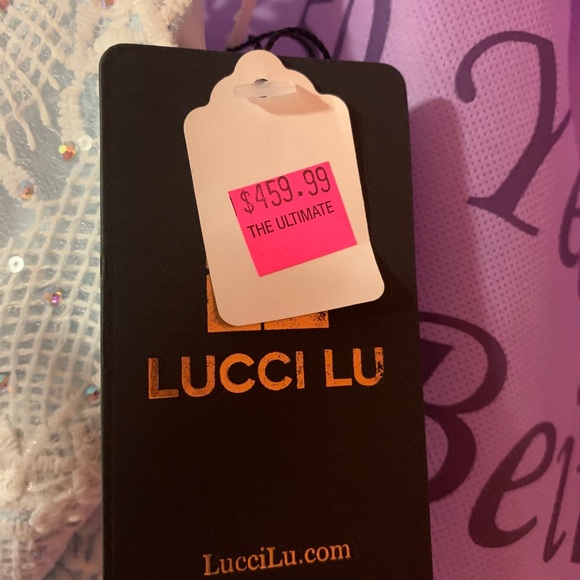 $459.99
THE ULTIMATE
LUCCI LU
LucciLu.com